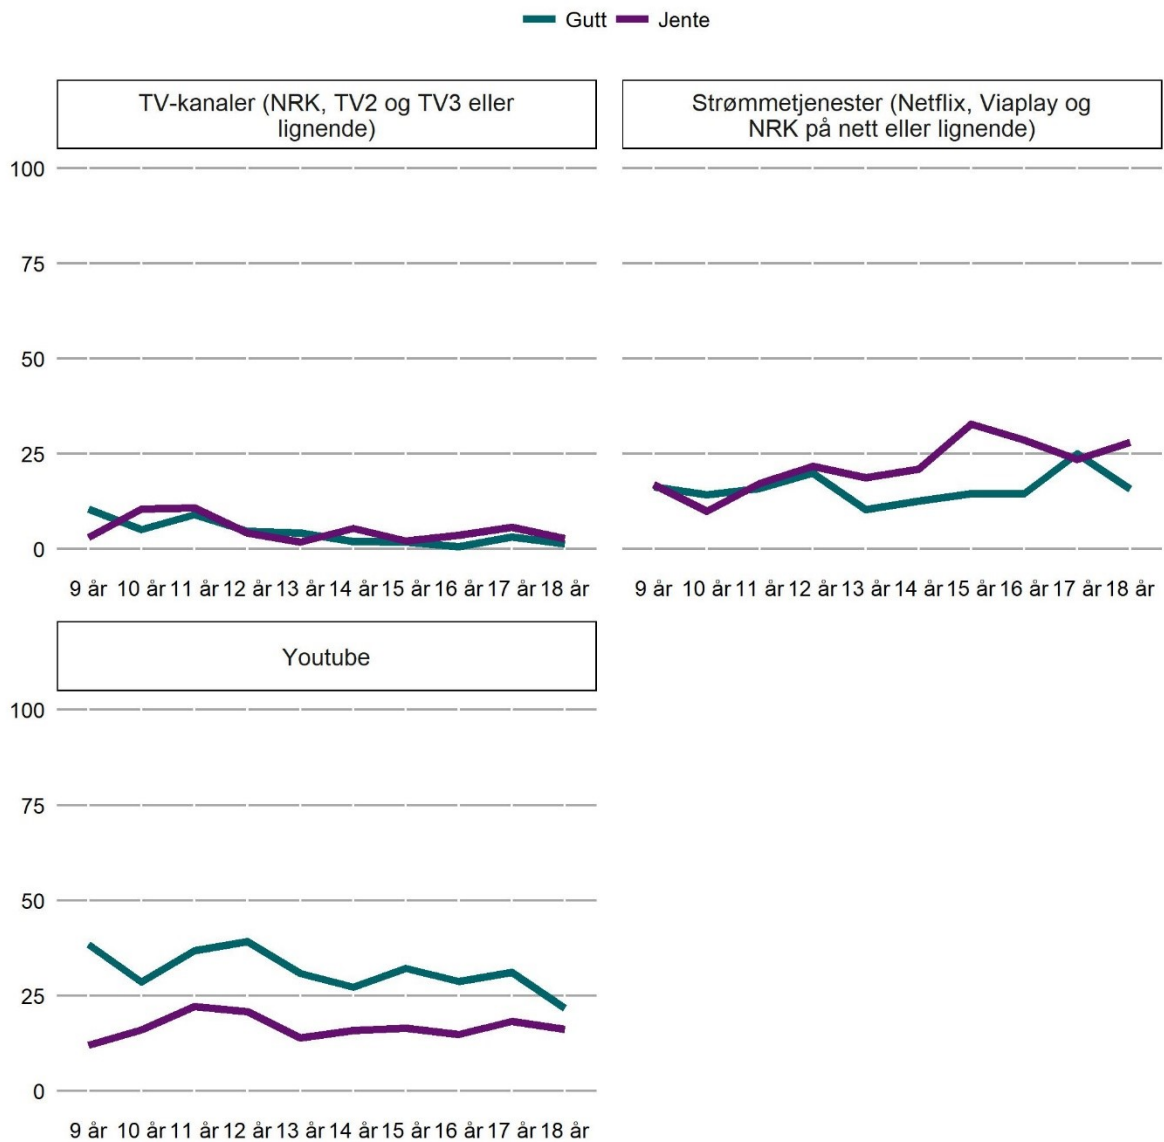 Gutt Jente
TV-kanaler (NRK, TV2 og TV3 eller
lignende)
Strømmetjenester (Netflix, Viaplay og
NRK på nett eller lignende)
100
75
50
25
0
9 år 10 år 11 år 12 år 13 år 14 år 15 år 16 år 17 år 18 år
9 år 10 år 11 år 12 år 13 år 14 år 15 år 16 år 17 år 18 år
Youtube
100
75
50
25
0
9 år 10 år 11 år 12 år 13 år 14 år 15 år 16 år 17 år 18 år